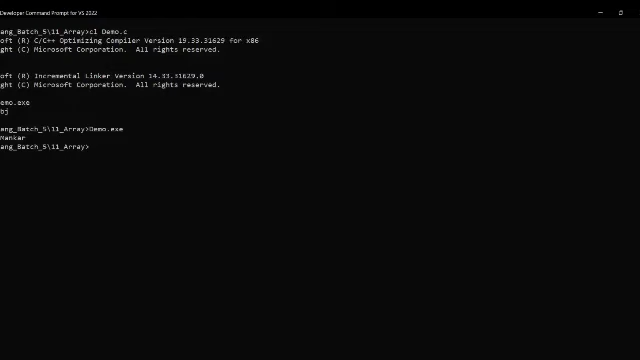 Developer Command Prompt for VS 2022
ang_Batch_5\11_Array>cl Demo.c
oft (R) C/C++ Optimizing Compiler Version 19.33.31629 for x86
ght (C) Microsoft Corporation.  All rights reserved.
oft (R) Incremental Linker Version 14.33.31629.0
ght (C) Microsoft Corporation.  All rights reserved.
emo.exe
bj
ang_Batch_5\11_Array>Demo.exe
Mankar
ang_Batch_5\11_Array>